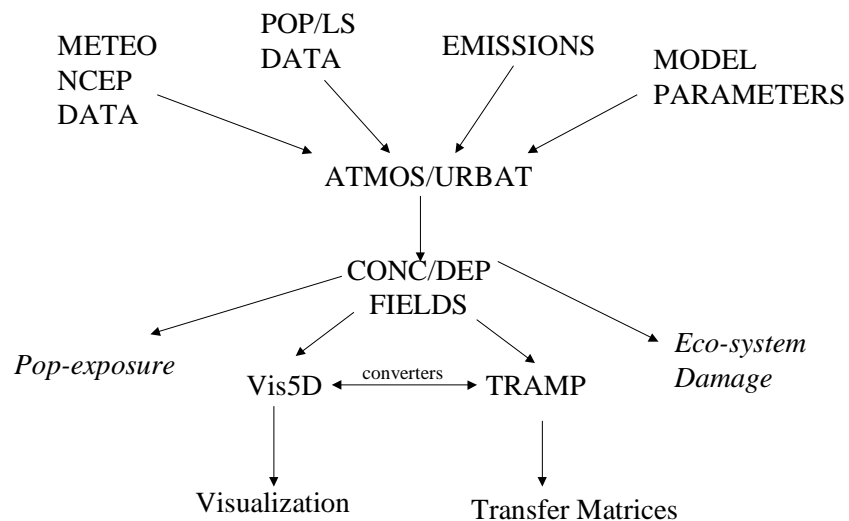 METEO
NCEP
DATA
POP/LS
DATA
EMISSIONS
MODEL
PARAMETERS
ATMOS/URBAT
CONC/DEP
FIELDS
Pop-exposure
Eco-system
Damage
Vis5D
converters
TRAMP
Visualization
Transfer Matrices